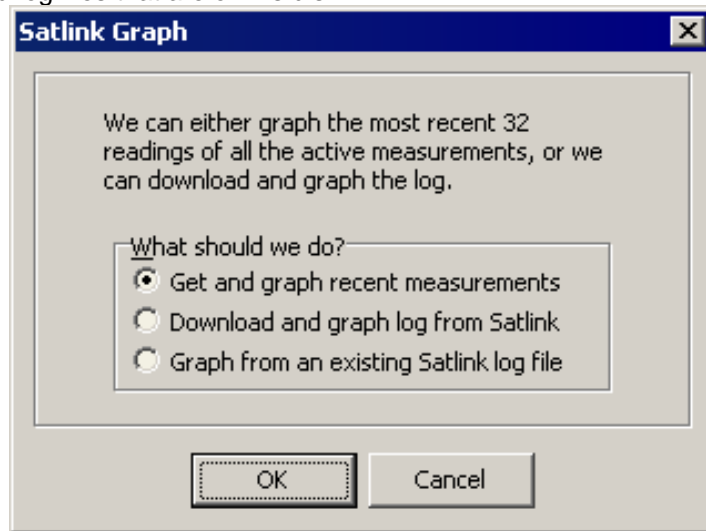 Satlink Graph
We can either graph the most recent 32
readings of all the active measurements, or we
can download and graph the log.
What should we do?
Get and graph recent measurements
Download and graph log from Satlink
Graph from an existing Satlink log file
OK
Cancel